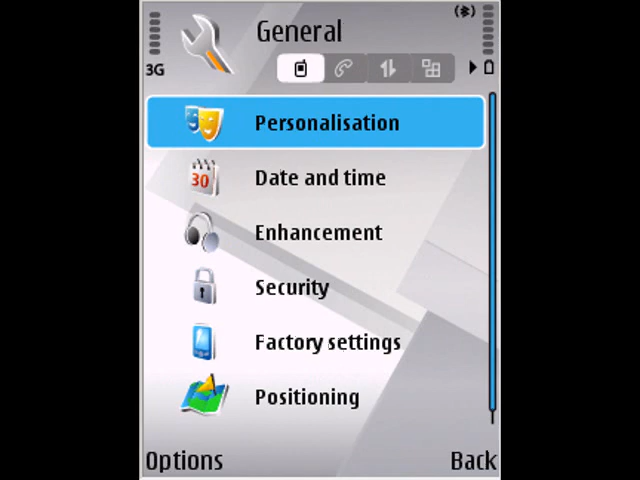 General
3G
Personalisation
30
Date and time
Enhancement
Security
Factory settings
Positioning
Options
Back